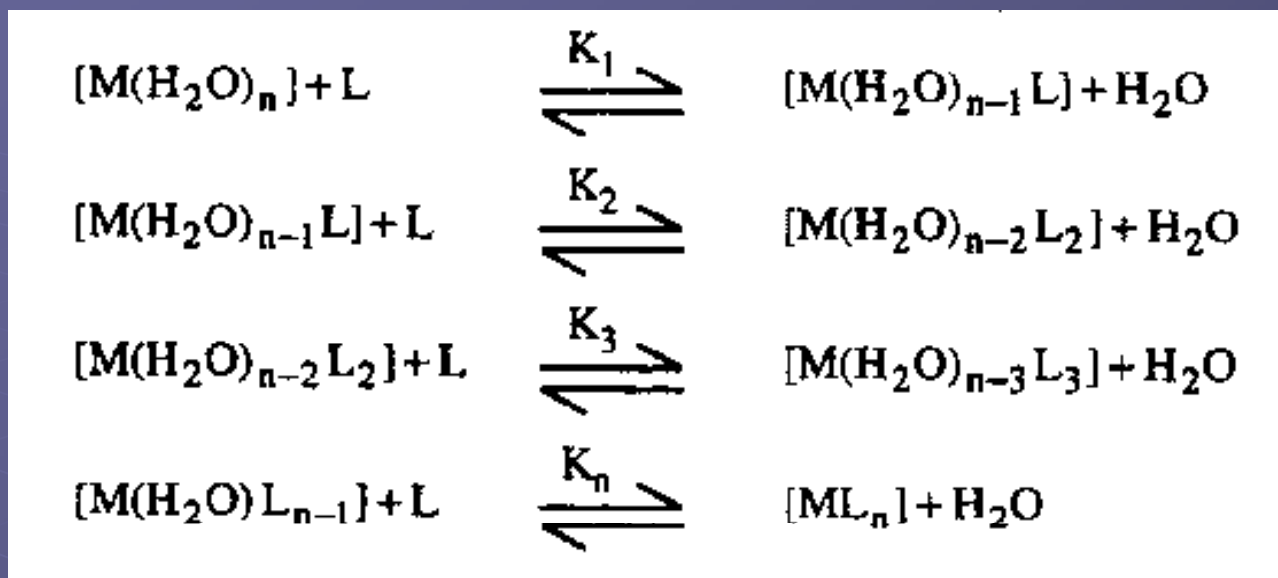 [M(H₂O)ₙ] + L K₁ [M(H₂O)ₙ₋₁L] + H₂O
[M(H₂O)ₙ₋₁L] + L K₂ [M(H₂O)ₙ₋₂L₂] + H₂O
[M(H₂O)ₙ₋₂L₂] + L K₃ [M(H₂O)ₙ₋₃L₃] + H₂O
[M(H₂O)Lₙ₋₁] + L Kₙ [MLₙ] + H₂O